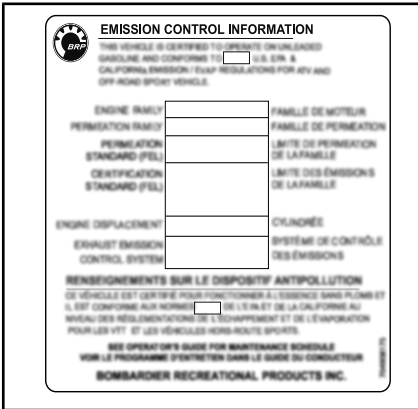 BRP
EMISSION CONTROL INFORMATION
THIS VEHICLE IS CERTIFIED TO OPERATE ON UNLEADED
GASOLINE AND CONFORMS TO U.S. EPA &
CALIFORNIA EMISSION / EVAP REGULATIONS FOR ATV AND
OFF-ROAD SPORT VEHICLE.
ENGINE FAMILY FAMILLE DE MOTEUR
PERMEATION FAMILY FAMILLE DE PERMÉATION
PERMEATION LIMITE DE PERMÉATION
STANDARD (FEL) DE LA FAMILLE
CERTIFICATION LIMITE DES ÉMISSIONS
STANDARD (FEL) DE LA FAMILLE
ENGINE DISPLACEMENT CYLINDRÉE
EXHAUST EMISSION SYSTÈME DE CONTRÔLE
CONTROL SYSTEM DES ÉMISSIONS
RENSEIGNEMENTS SUR LE DISPOSITIF ANTIPOLLUTION
CE VÉHICULE EST CERTIFIÉ POUR FONCTIONNER À L'ESSENCE SANS PLOMB ET
IL EST CONFORME AUX NORMES DE L'EPA ET DE LA CALIFORNIE AU
NIVEAU DES RÉGLEMENTATIONS DE L'ÉCHAPPEMENT ET DE L'ÉVAPORATION
POUR LES VTT ET LES VÉHICULES HORS-ROUTE SPORTS.
SEE OPERATOR'S GUIDE FOR MAINTENANCE SCHEDULE
VOIR LE PROGRAMME D'ENTRETIEN DANS LE GUIDE DU CONDUCTEUR
BOMBARDIER RECREATIONAL PRODUCTS INC.